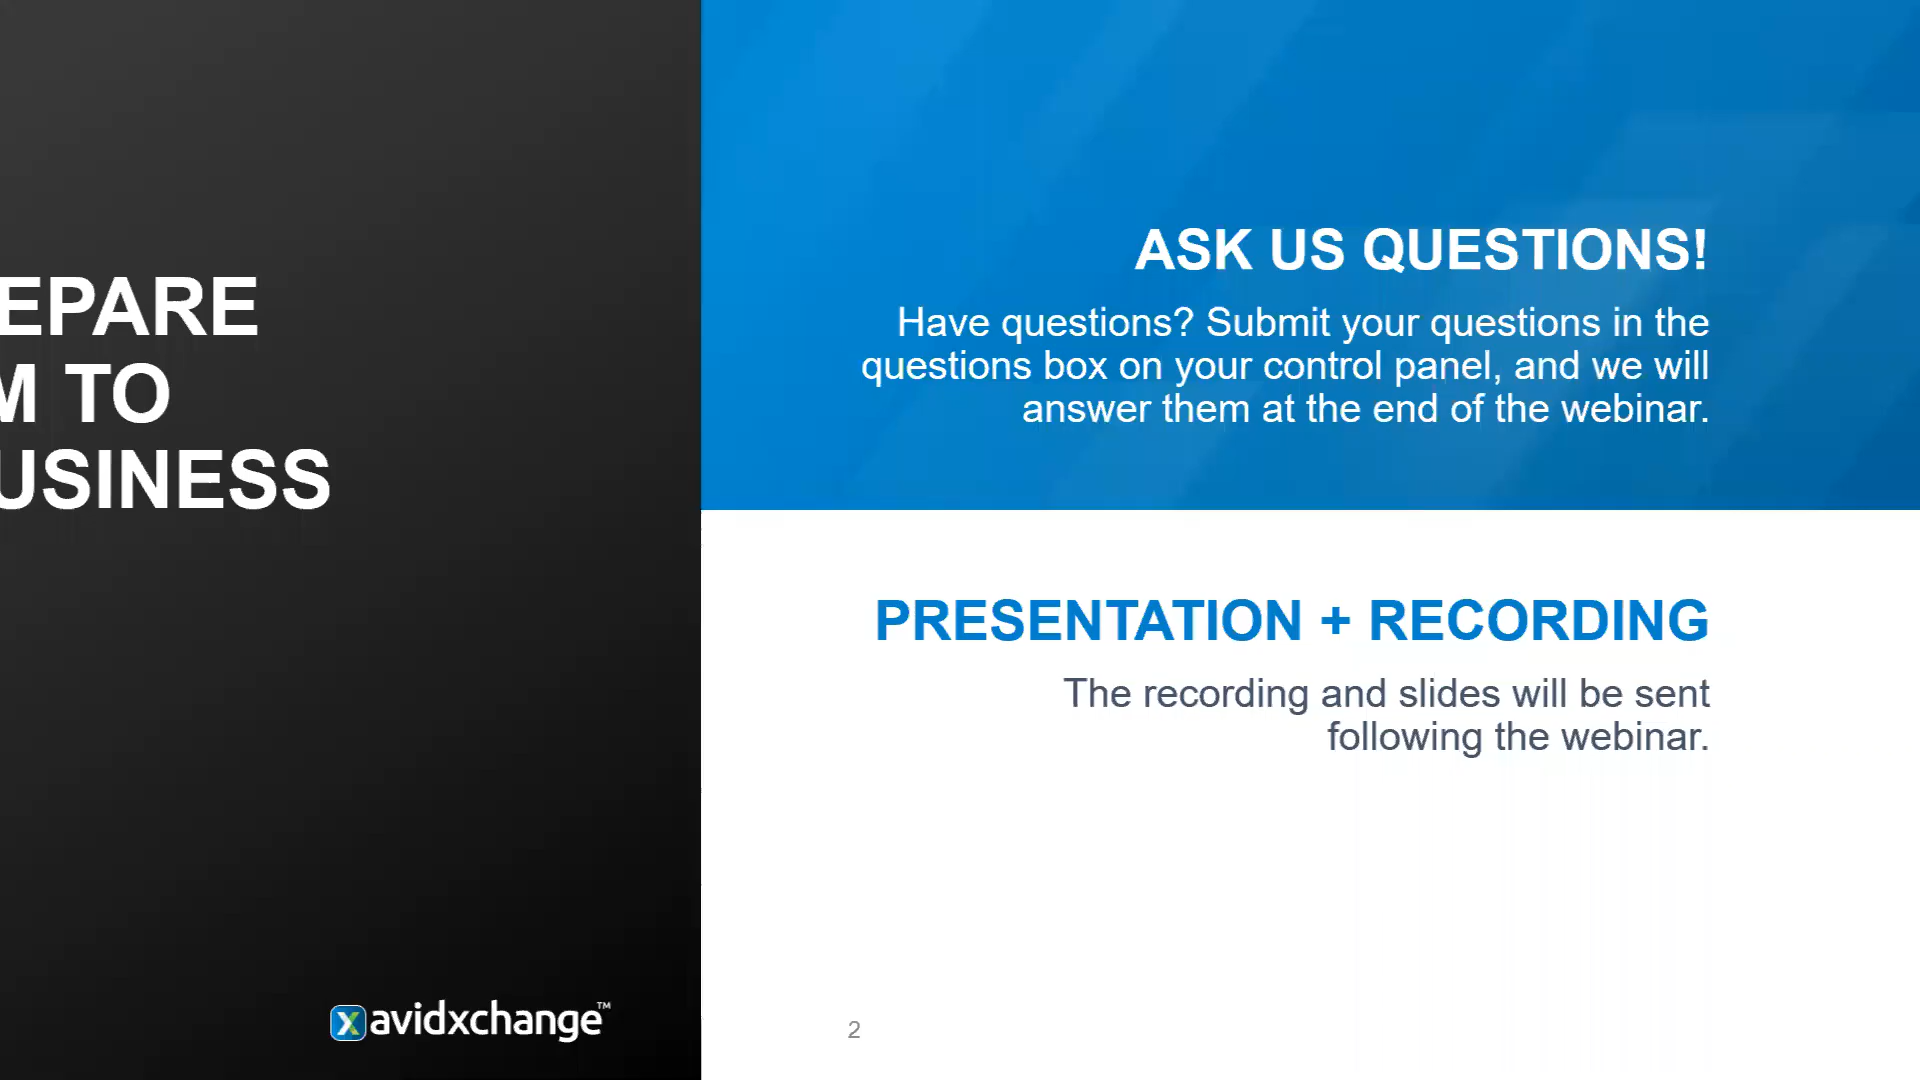 EPARE
M TO
USINESS
avidxchange™
ASK US QUESTIONS!
Have questions? Submit your questions in the
questions box on your control panel, and we will
answer them at the end of the webinar.
PRESENTATION + RECORDING
The recording and slides will be sent
following the webinar.
2